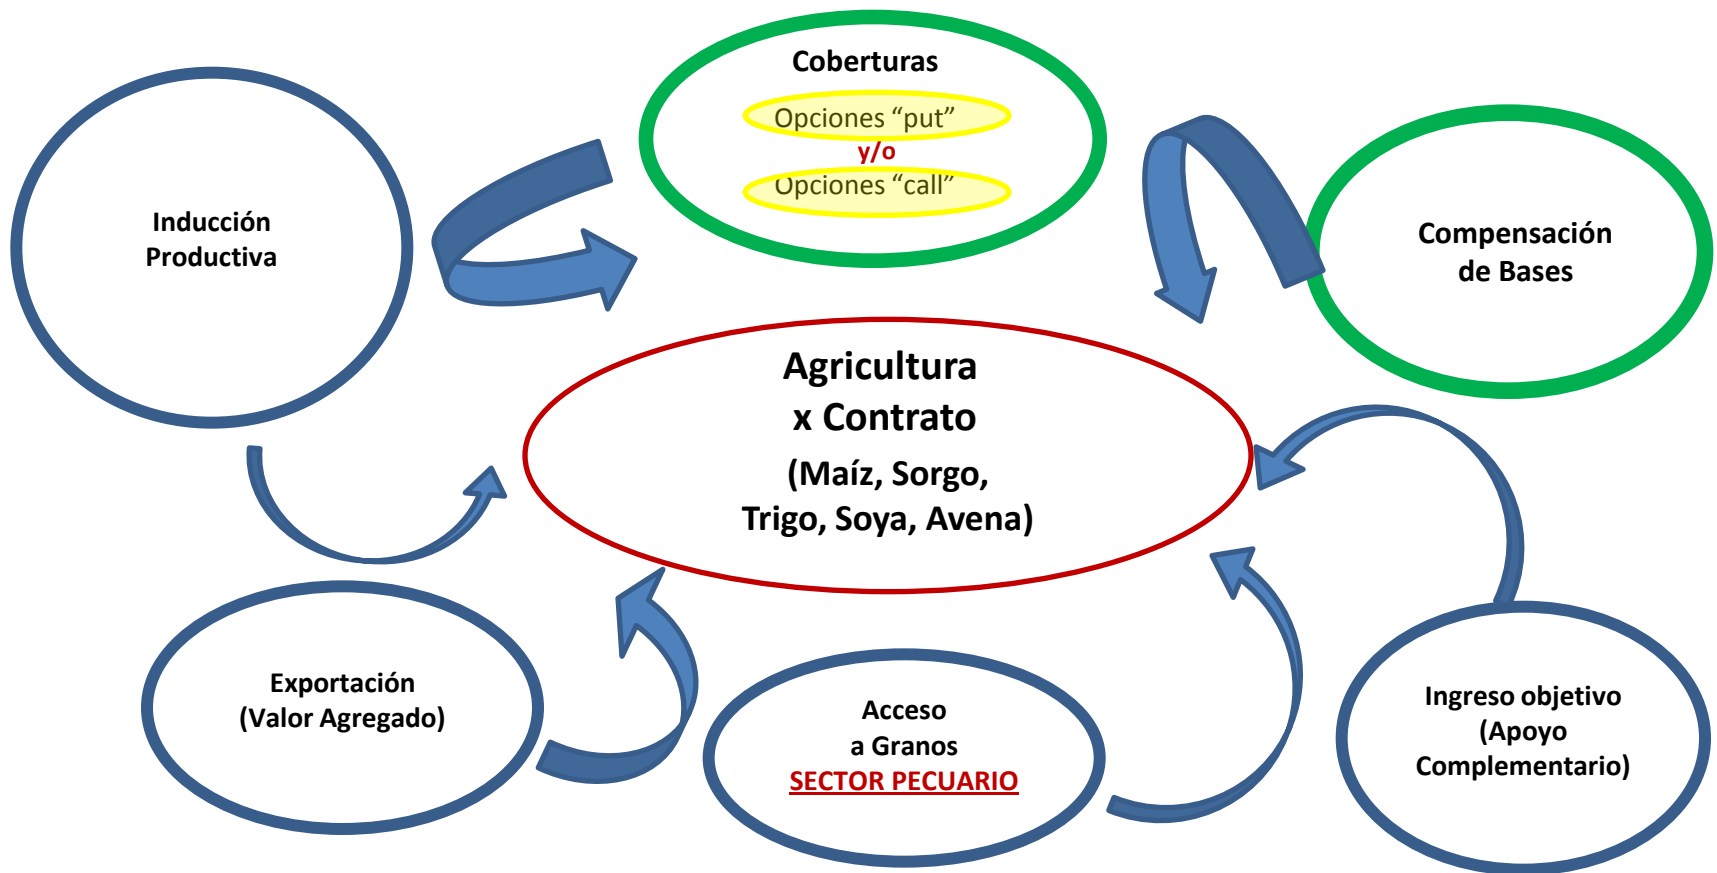 Coberturas
Opciones “put”
y/o
Opciones “call”
Inducción
Productiva
Compensación
de Bases
Agricultura
x Contrato
(Maíz, Sorgo,
Trigo, Soya, Avena)
Exportación
(Valor Agregado)
Acceso
a Granos
SECTOR PECUARIO
Ingreso objetivo
(Apoyo
Complementario)